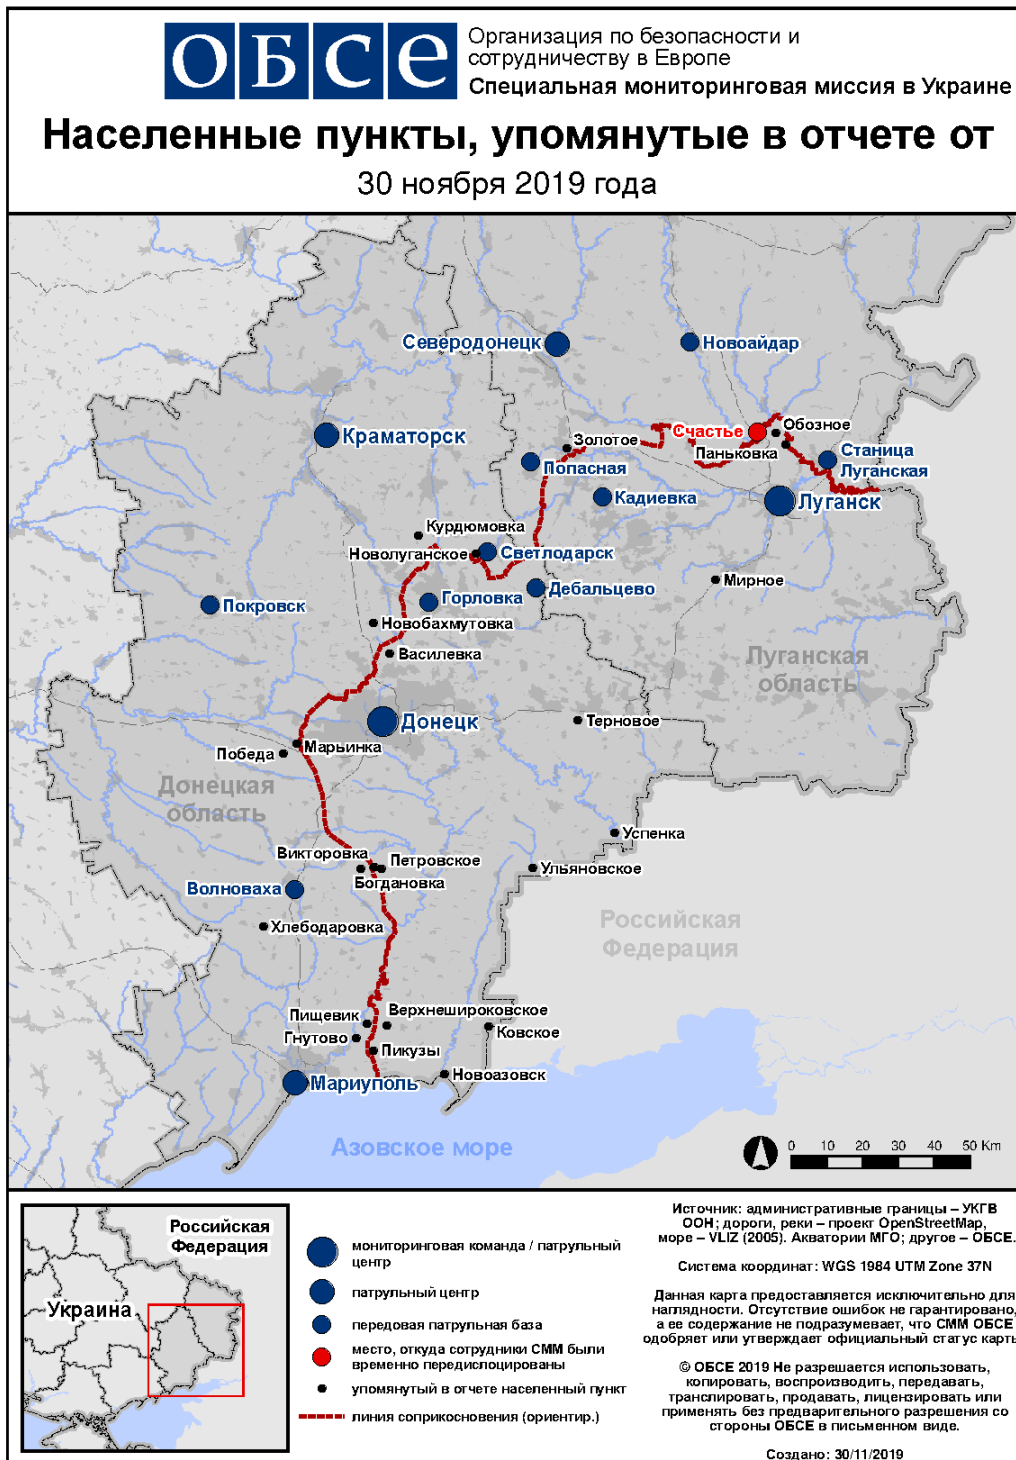 ОБСЕ
Организация по безопасности и
сотрудничеству в Европе
Специальная мониторинговая миссия в Украине
Населенные пункты, упомянутые в отчете от
30 ноября 2019 года
Северодонецк
Новоайдар
Краматорск
Золотое
Счастье
Обозное
Паньковка
Станица
Луганская
Попасная
Кадиевка
Луганск
Курдюмовка
Новолуганское
Светлодарск
Мирное
Дебальцево
Горловка
Покровск
Новобахмутовка
Василевка
Луганская
область
Донецк
Терновое
Марьинка
Победа
Донецкая
область
Успенка
Викторовка
Петровское
Ульяновское
Богдановка
Волноваха
Хлебодаровка
Российская
Федерация
Пищевик
Верхнешироковское
Гнутово
Ковское
Пикузы
Новоазовск
Мариуполь
Азовское море
0 10 20 30 40 50 Km
Российская
Федерация
Украина
мониторинговая команда / патрульный
центр
патрульный центр
передовая патрульная база
место, откуда сотрудники СММ были
временно передислоцированы
упомянутый в отчете населенный пункт
линия соприкосновения (ориентир.)
Источник: административные границы – УКГВ
ООН; дороги, реки – проект OpenStreetMap,
море – VLIZ (2005). Акватории МГО; другое – ОБСЕ.
Система координат: WGS 1984 UTM Zone 37N
Данная карта предоставляется исключительно для
наглядности. Отсутствие ошибок не гарантировано,
а ее содержание не подразумевает, что СММ ОБСЕ
одобряет или утверждает официальный статус карты
© ОБСЕ 2019 Не разрешается использовать,
копировать, воспроизводить, передавать,
транслировать, продавать, лицензировать или
применять без предварительного разрешения со
стороны ОБСЕ в письменном виде.
Создано: 30/11/2019